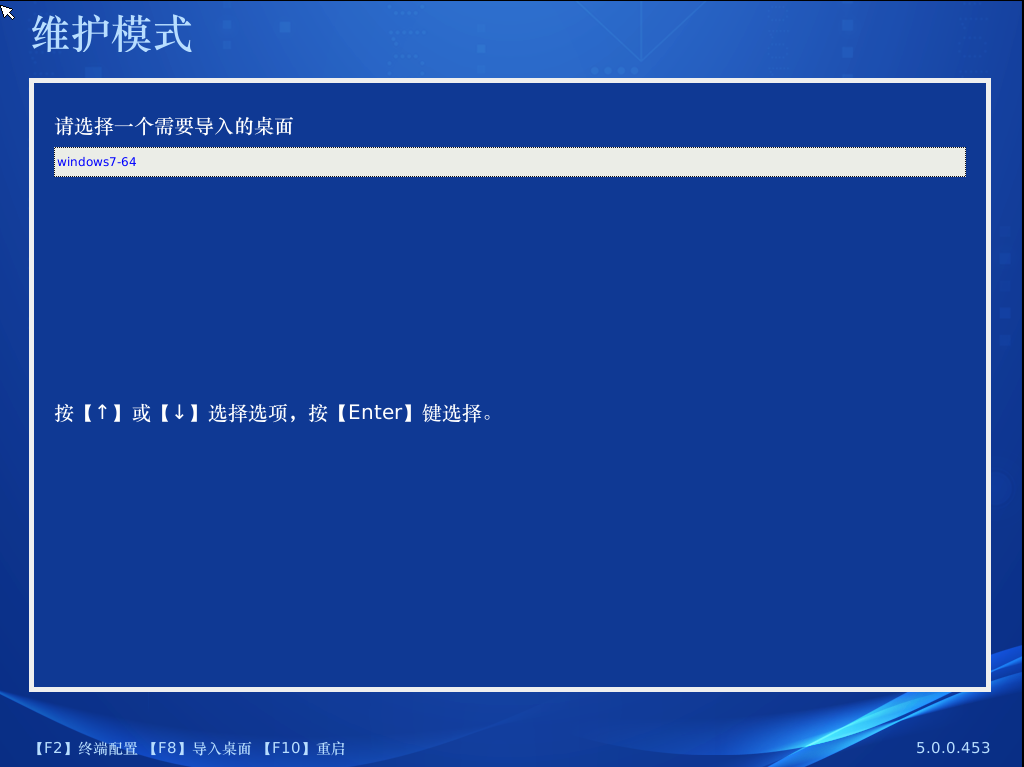 维护模式
请选择一个需要导入的桌面
windows7-64
按【↑】或【↓】选择选项，按【Enter】键选择。
【F2】终端配置 【F8】导入桌面 【F10】重启
5.0.0.453